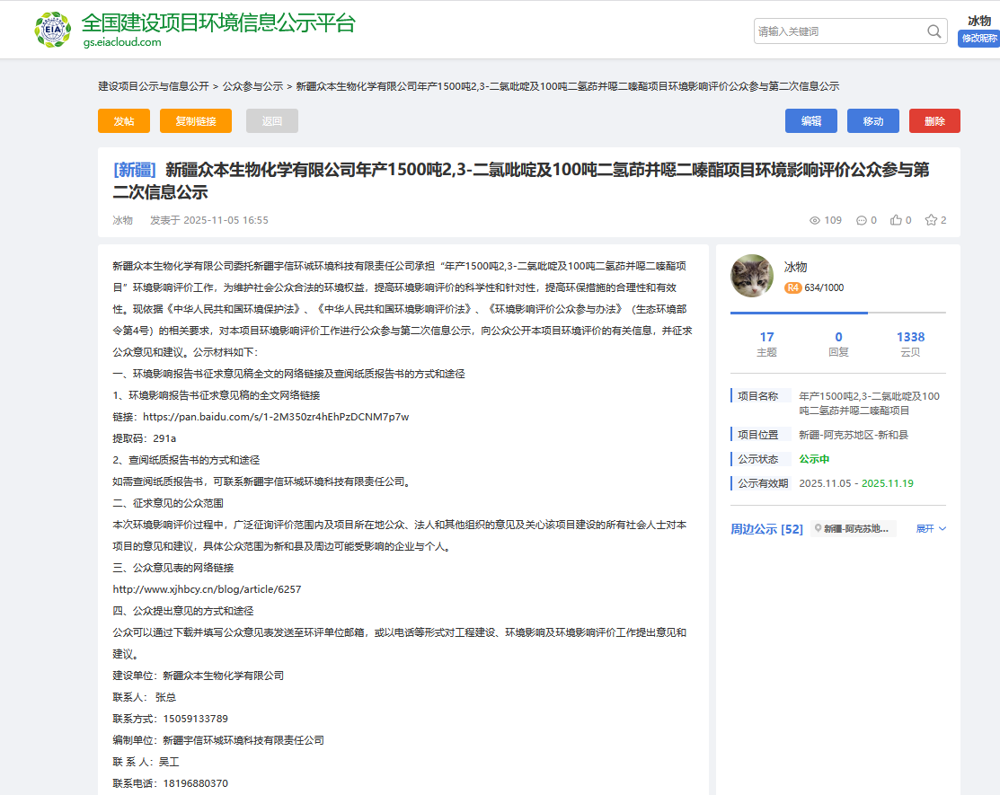 全国建设项目环境信息公示平台
gs.eiacloud.com
EIA
请输入关键词
冰物
修改昵称
建设项目公示与信息公开 > 公众参与公示 > 新疆众本生物化学有限公司年产1500吨2,3-二氯吡啶及100吨二氢茚并噁二嗪酯项目环境影响评价公众参与第二次信息公示
发帖
复制链接
返回
编辑
移动
删除
[新疆] 新疆众本生物化学有限公司年产1500吨2,3-二氯吡啶及100吨二氢茚并噁二嗪酯项目环境影响评价公众参与第
二次信息公示
冰物 发表于 2025-11-05 16:55
109
0
0
2
新疆众本生物化学有限公司委托新疆宇信环诚环境科技有限责任公司承担“年产1500吨2,3-二氯吡啶及100吨二氢茚并噁二嗪酯项
目”环境影响评价工作，为维护社会公众合法的环境权益，提高环境影响评价的科学性和针对性，提高环保措施的合理性和有效
性。现依据《中华人民共和国环境保护法》、《中华人民共和国环境影响评价法》、《环境影响评价公众参与办法》（生态环境部
令第4号）的相关要求，对本项目环境影响评价工作进行公众参与第二次信息公示，向公众公开本项目环境评价的有关信息，并征求
公众意见和建议。公示材料如下：
一、环境影响报告书征求意见稿全文的网络链接及查阅纸质报告书的方式和途径
1、环境影响报告书征求意见稿的全文网络链接
链接：https://pan.baidu.com/s/1-2M350zr4hEhPzDCNM7p7w
提取码：291a
2、查阅纸质报告书的方式和途径
如需查阅纸质报告书，可联系新疆宇信环城环境科技有限责任公司。
二、征求意见的公众范围
本次环境影响评价过程中，广泛征询评价范围内及项目所在地公众、法人和其他组织的意见及关心该项目建设的所有社会人士对本
项目的意见和建议，具体公众范围为新和县及周边可能受影响的企业与个人。
三、公众意见表的网络链接
http://www.xjhbcy.cn/blog/article/6257
四、公众提出意见的方式和途径
公众可以通过下载并填写公众意见表发送至环评单位邮箱，或以电话等形式对工程建设、环境影响及环境影响评价工作提出意见和
建议。
建设单位：新疆众本生物化学有限公司
联系人： 张总
联系方式：15059133789
编制单位：新疆宇信环城环境科技有限责任公司
联 系 人：吴工
联系电话：18196880370
冰物
R4 634/1000
17
主题
0
回复
1338
云贝
项目名称 年产1500吨2,3-二氯吡啶及100
吨二氢茚并噁二嗪酯项目
项目位置 新疆-阿克苏地区-新和县
公示状态 公示中
公示有效期 2025.11.05 - 2025.11.19
周边公示 [52] 新疆-阿克苏地... 展开